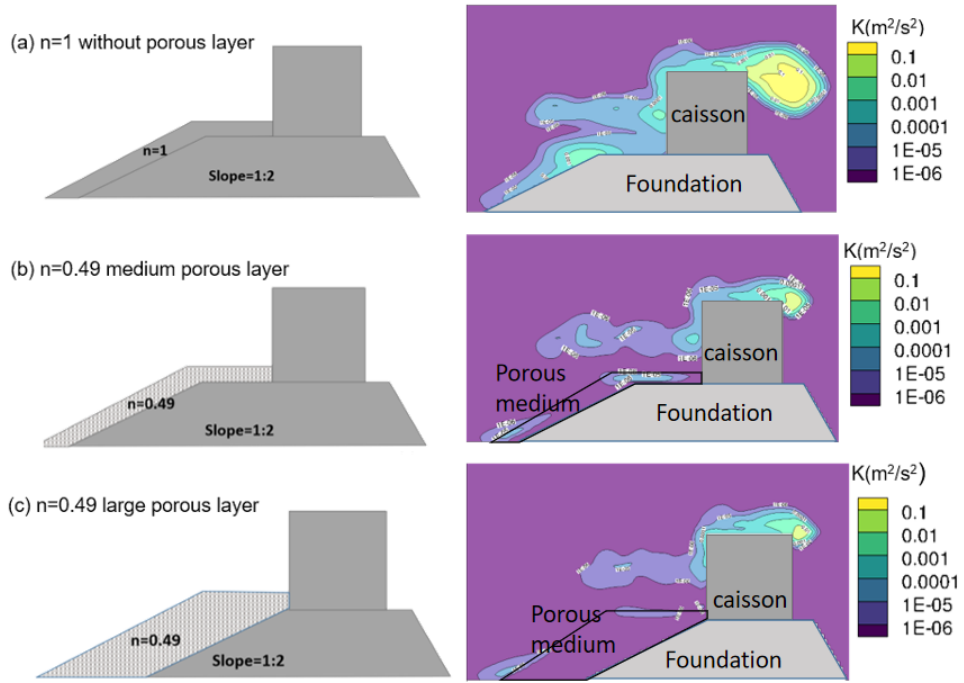 (a) n=1 without porous layer
n=1
Slope=1:2
caisson
Foundation
K(m²/s²)
0.1
0.01
0.001
0.0001
1E-05
1E-06
(b) n=0.49 medium porous layer
n=0.49
Slope=1:2
Porous
medium
caisson
Foundation
K(m²/s²)
0.1
0.01
0.001
0.0001
1E-05
1E-06
(c) n=0.49 large porous layer
n=0.49
Slope=1:2
Porous
medium
caisson
Foundation
K(m²/s²)
0.1
0.01
0.001
0.0001
1E-05
1E-06